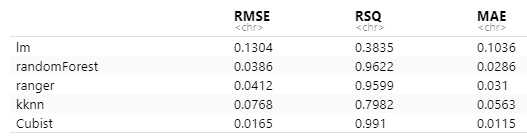 RMSE RSQ MAE
<chr> <chr> <chr>
lm 0.1304 0.3835 0.1036
randomForest 0.0386 0.9622 0.0286
ranger 0.0412 0.9599 0.031
kknn 0.0768 0.7982 0.0563
Cubist 0.0165 0.991 0.0115